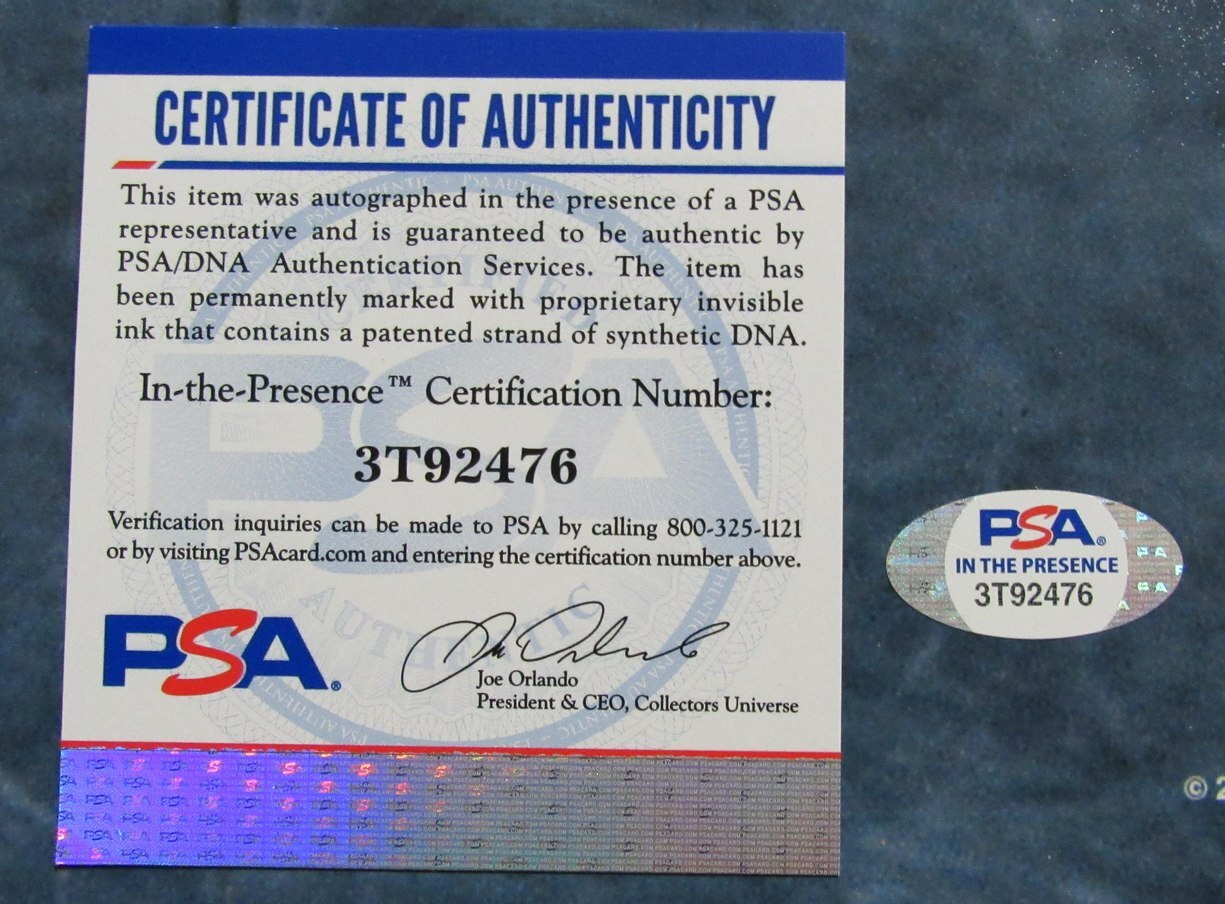 CERTIFICATE OF AUTHENTICITY
This item was autographed in the presence of a PSA
representative and is guaranteed to be authentic by
PSA/DNA Authentication Services. The item has
been permanently marked with proprietary invisible
ink that contains a patented strand of synthetic DNA.
In-the-Presence™ Certification Number:
3T92476
Verification inquiries can be made to PSA by calling 800-325-1121
or by visiting PSAcard.com and entering the certification number above.
PSA®
Joe Orlando
President & CEO, Collectors Universe
PSA®
IN THE PRESENCE
3T92476
© 2